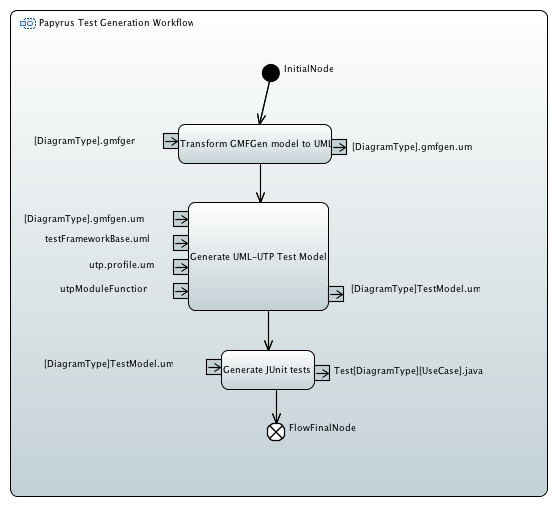 Papyrus Test Generation Workflow
InitialNode
[DiagramType].gmfgen
Transform GMFGen model to UML
[DiagramType].gmfgen.um
[DiagramType].gmfgen.um
testFrameworkBase.uml
utp.profile.um
utpModuleFunction
Generate UML-UTP Test Model
[DiagramType]TestModel.um
[DiagramType]TestModel.um
Generate JUnit tests
Test[DiagramType][UseCase].java
FlowFinalNode